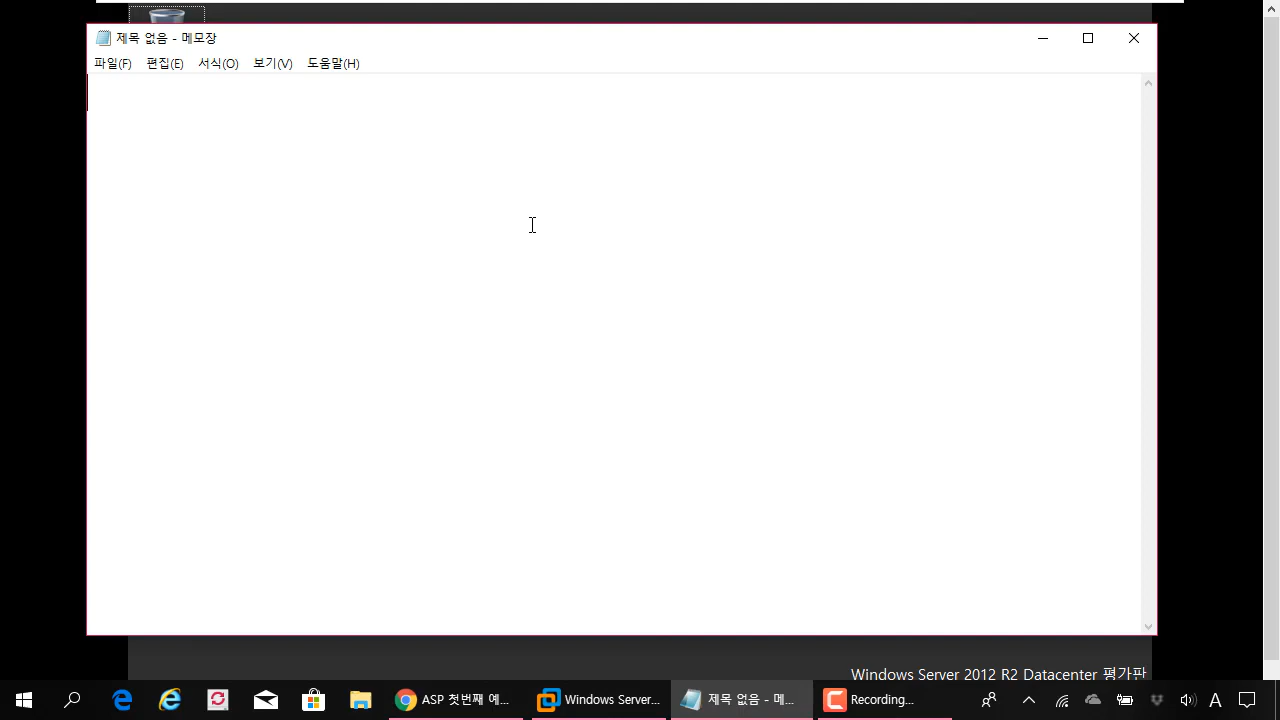 제목 없음 - 메모장
파일(F) 편집(E) 서식(O) 보기(V) 도움말(H)
Windows Server 2012 R2 Datacenter 평가판
ASP 첫번째 예...
Windows Server...
제목 없음 - 메...
Recording...
A